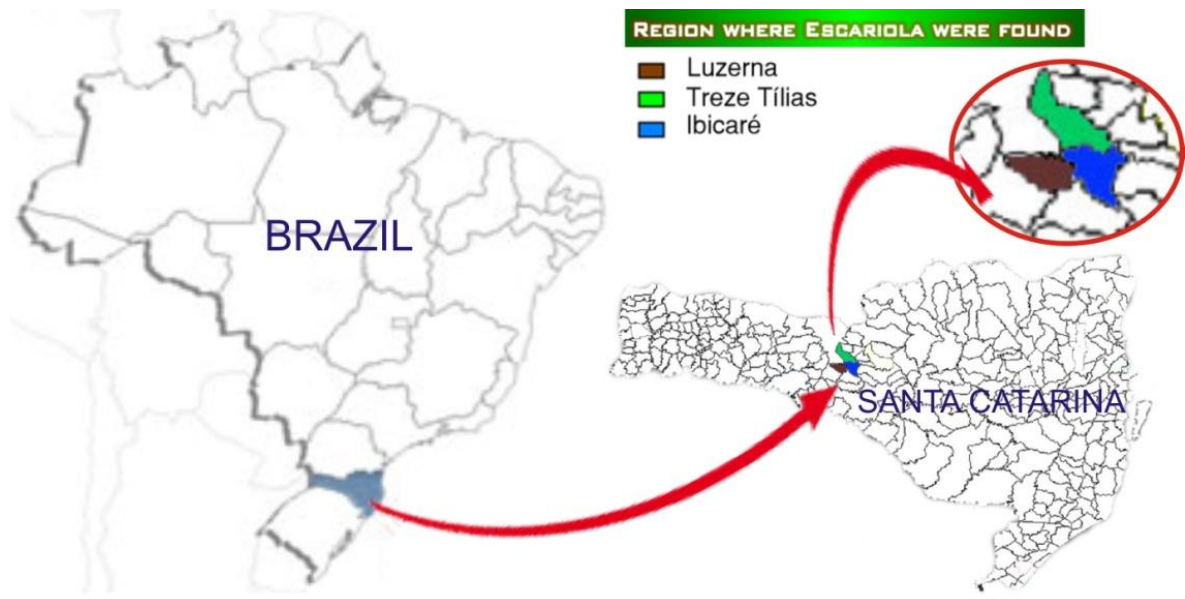 REGION WHERE ESCARIOLA WERE FOUND
Luzerna
Treze Tílias
Ibicaré
BRAZIL
SANTA CATARINA